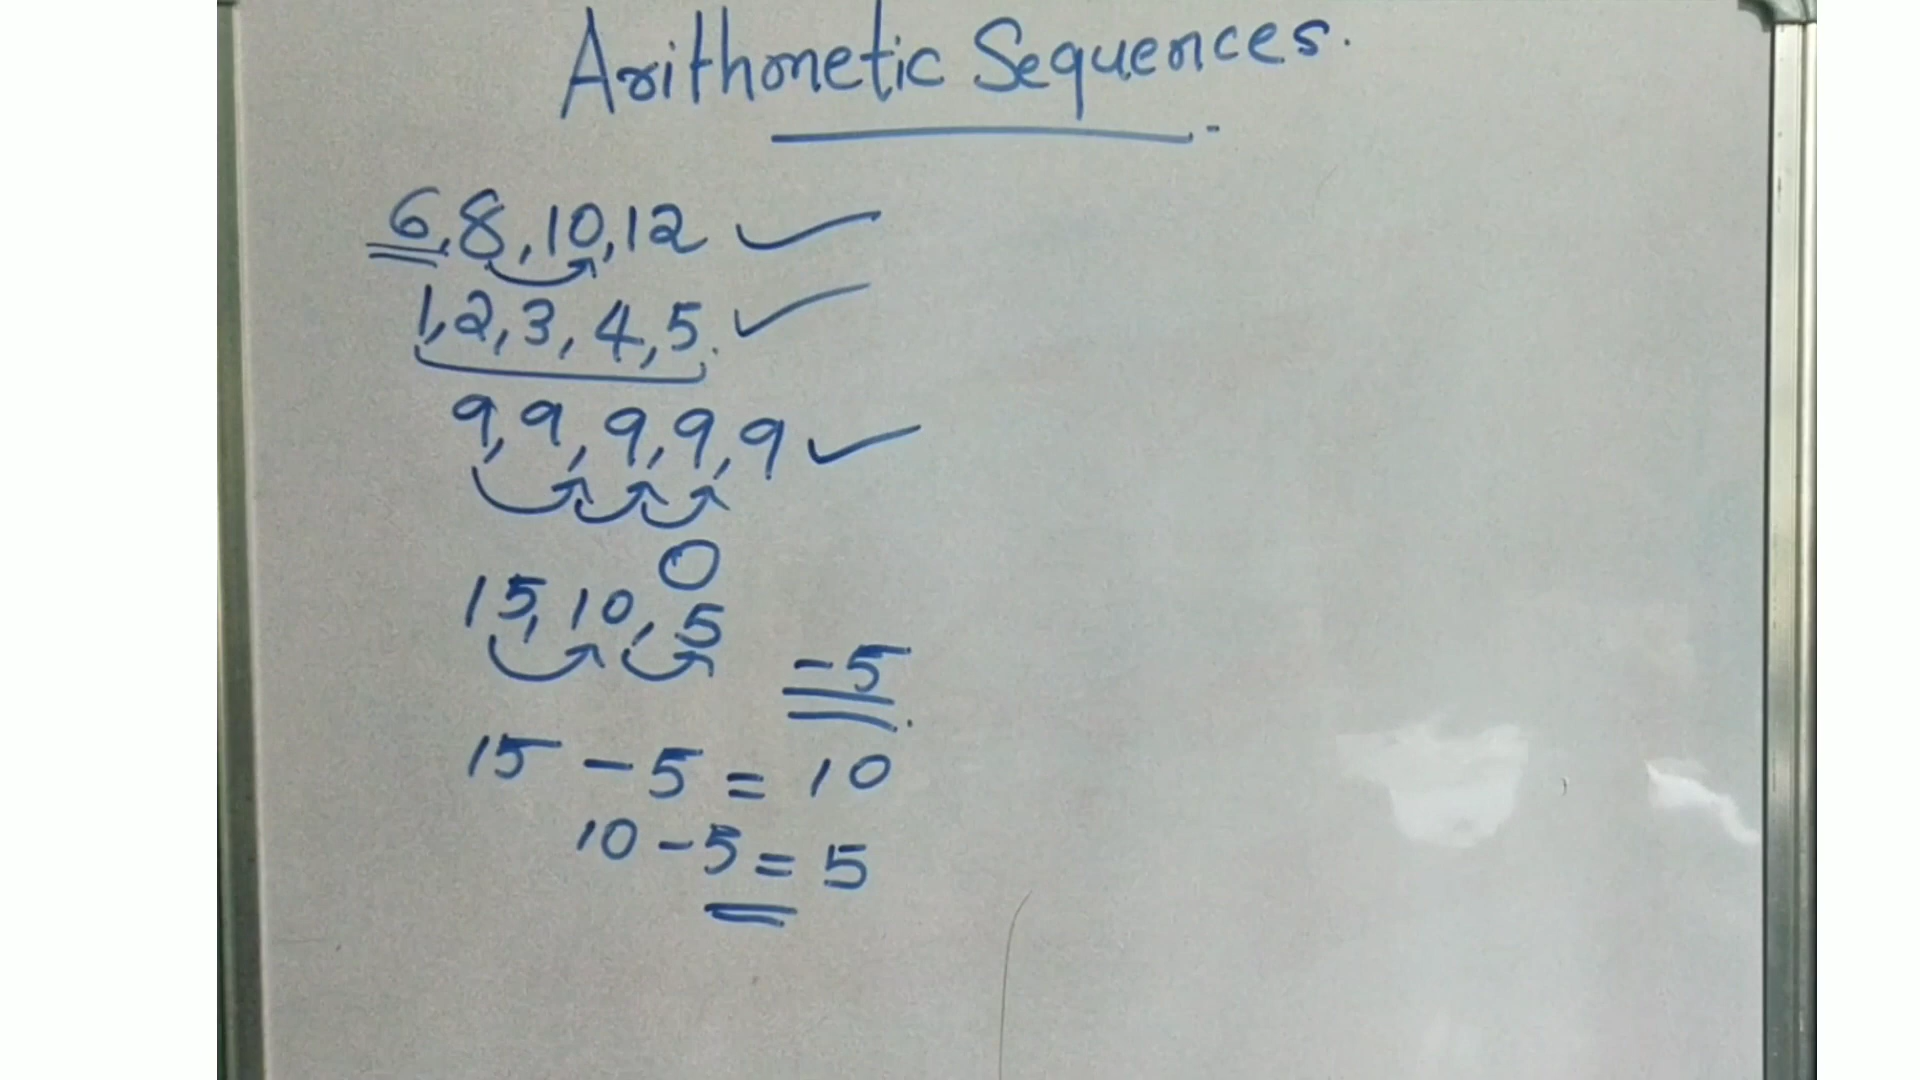 Arithmetic Sequences.
6, 8, 10, 12 ✓
1, 2, 3, 4, 5. ✓
9, 9, 9, 9, 9 ✓
0
15, 10, 5
-5
15 - 5 = 10
10 - 5 = 5